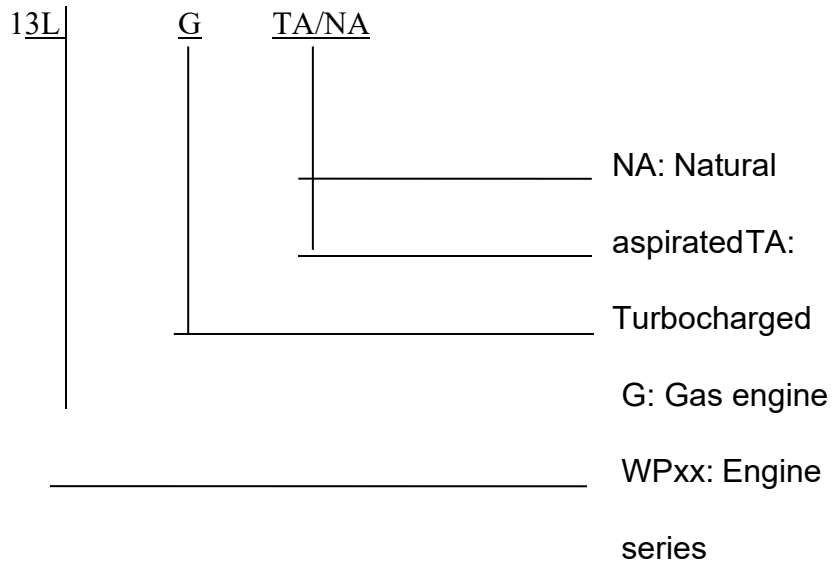 13L G TA/NA
NA: Natural
aspiratedTA:
Turbocharged
G: Gas engine
WPxx: Engine
series